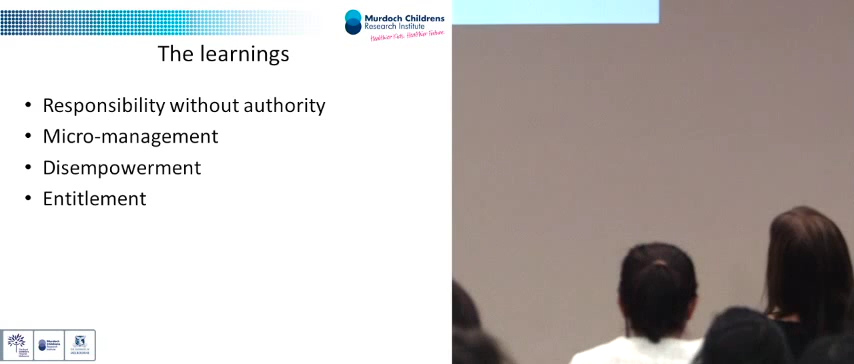 Murdoch Childrens
Research Institute
Healthier Kids. Healthier Future.
The learnings
• Responsibility without authority
• Micro-management
• Disempowerment
• Entitlement